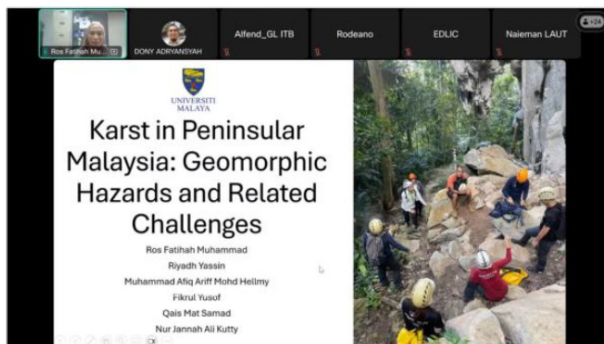 Ros Fatihah Mu...
DONY ADRYANSYAH
Alfend_GL ITB
Rodeano
EDLIC
Naieman LAUT
+24
UNIVERSITI
MALAYA
Karst in Peninsular
Malaysia: Geomorphic
Hazards and Related
Challenges
Ros Fatihah Muhammad
Riyadh Yassin
Muhammad Afiq Ariff Mohd Hellmy
Fikrul Yusof
Qais Mat Samad
Nur Jannah Ali Kutty